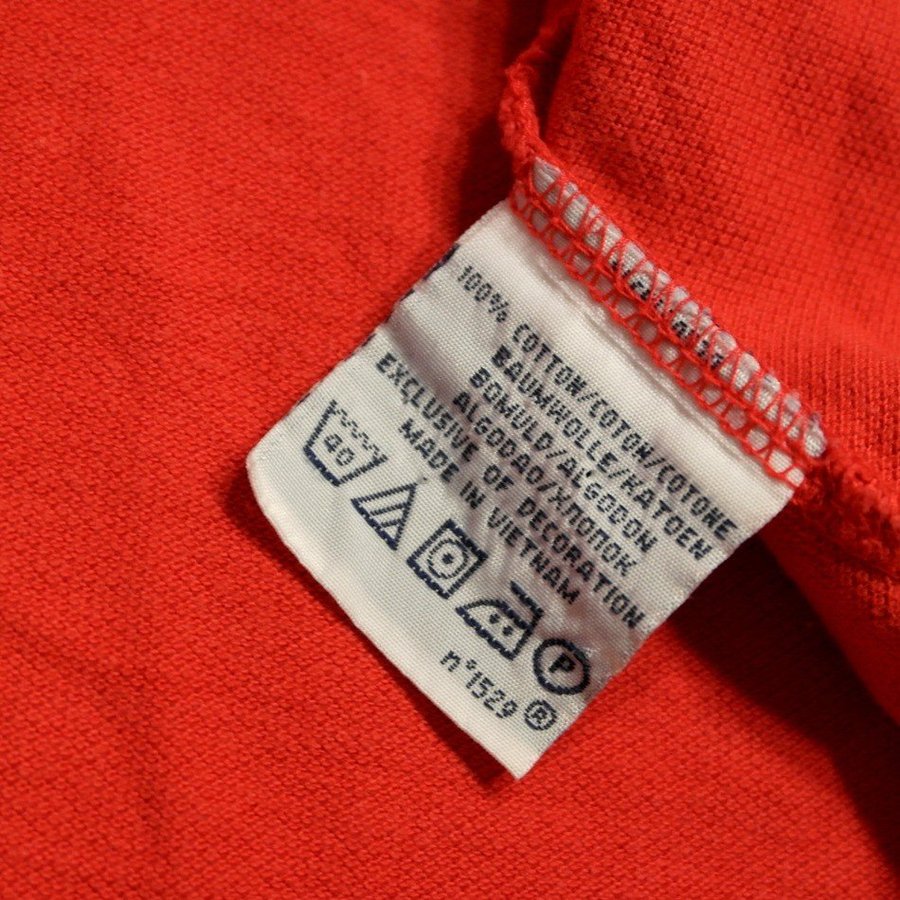 100% COTTON/COTON/COTONE
BAUMWOLLE/KATOEN
BOMULD/ALGODON
ALGODAO/ХЛОПОК
EXCLUSIVE OF DECORATION
MADE IN VIETNAM
40
P
n°1529 ®